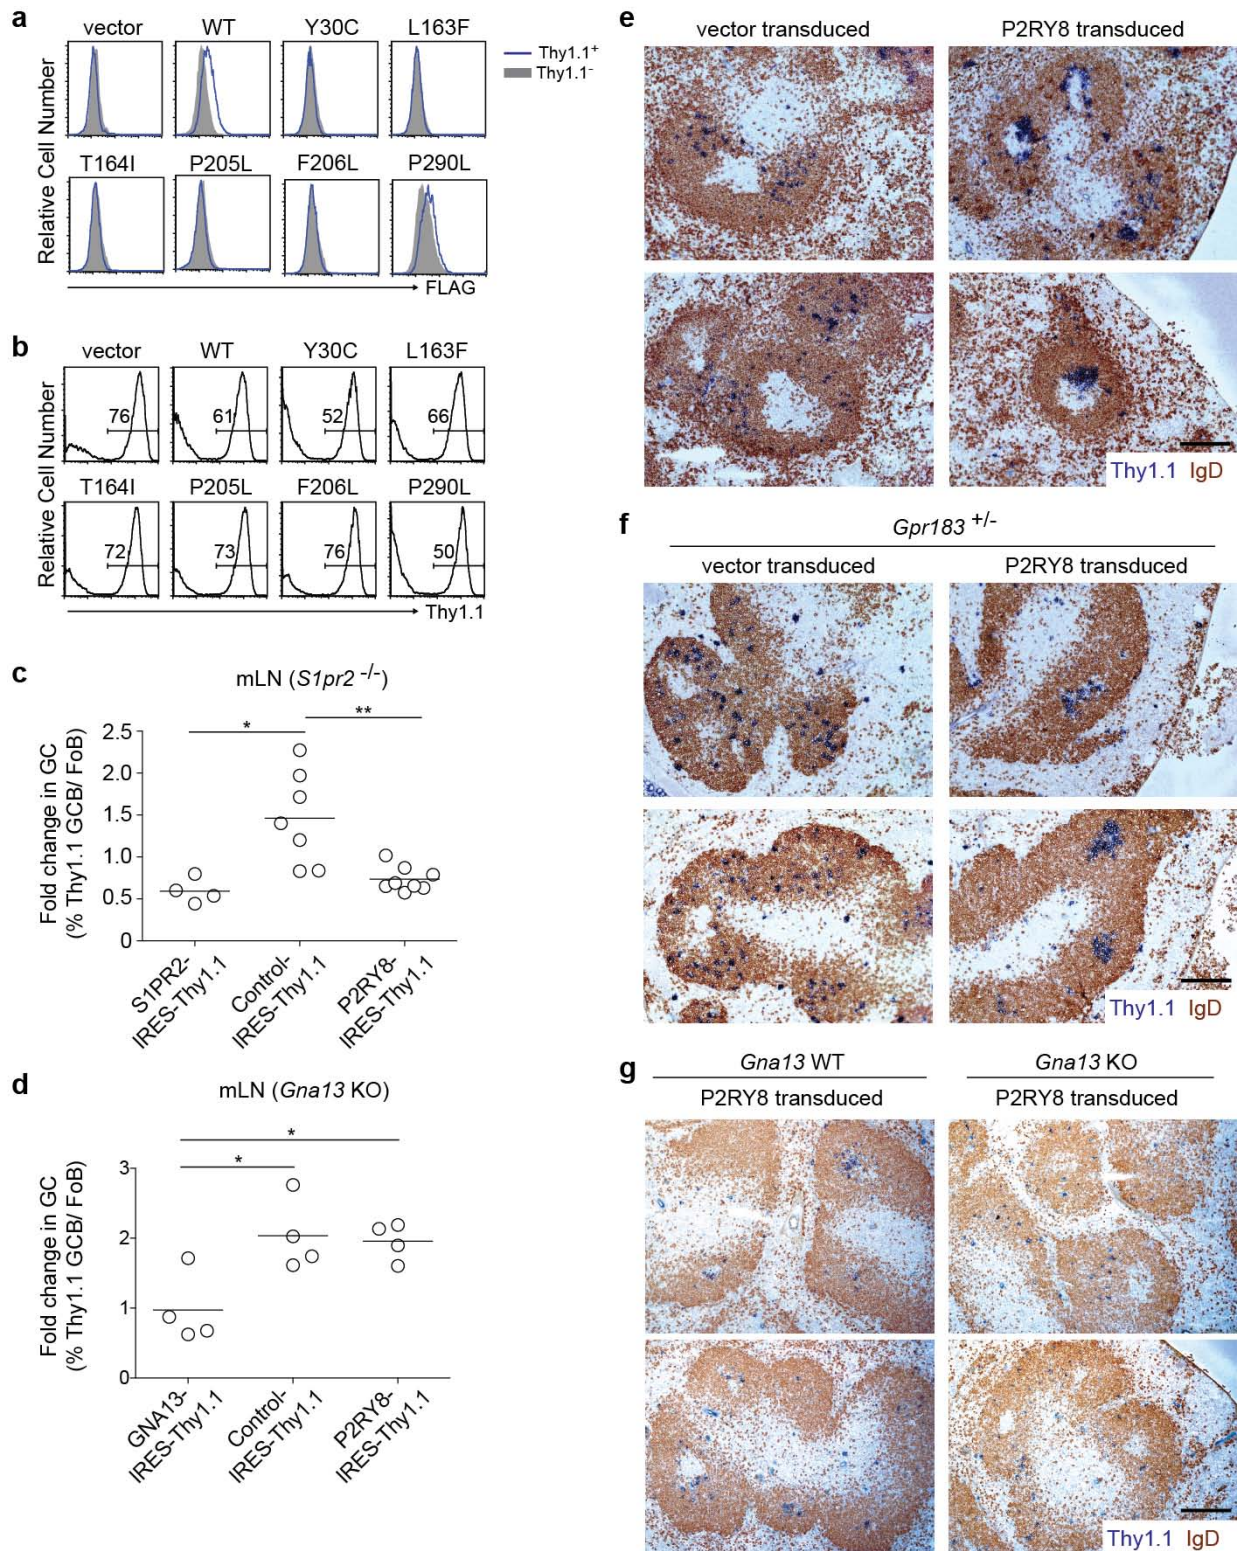 a
vector WT Y30C L163F
Thy1.1+
Thy1.1-
T164I P205L F206L P290L
Relative Cell Number
FLAG
b
vector WT Y30C L163F
76 61 52 66
T164I P205L F206L P290L
72 73 76 50
Relative Cell Number
Thy1.1
c
mLN (S1pr2 -/-)
* **
Fold change in GC
(% Thy1.1 GCB/ FoB)
2.5
2.0
1.5
1.0
0.5
0
S1PR2-
IRES-Thy1.1
Control-
IRES-Thy1.1
P2RY8-
IRES-Thy1.1
d
mLN (Gna13 KO)
*
*
Fold change in GC
(% Thy1.1 GCB/ FoB)
3
2
1
0
GNA13-
IRES-Thy1.1
Control-
IRES-Thy1.1
P2RY8-
IRES-Thy1.1
e
vector transduced P2RY8 transduced
Thy1.1 IgD
f
Gpr183 +/-
vector transduced P2RY8 transduced
Thy1.1 IgD
g
Gna13 WT Gna13 KO
P2RY8 transduced P2RY8 transduced
Thy1.1 IgD